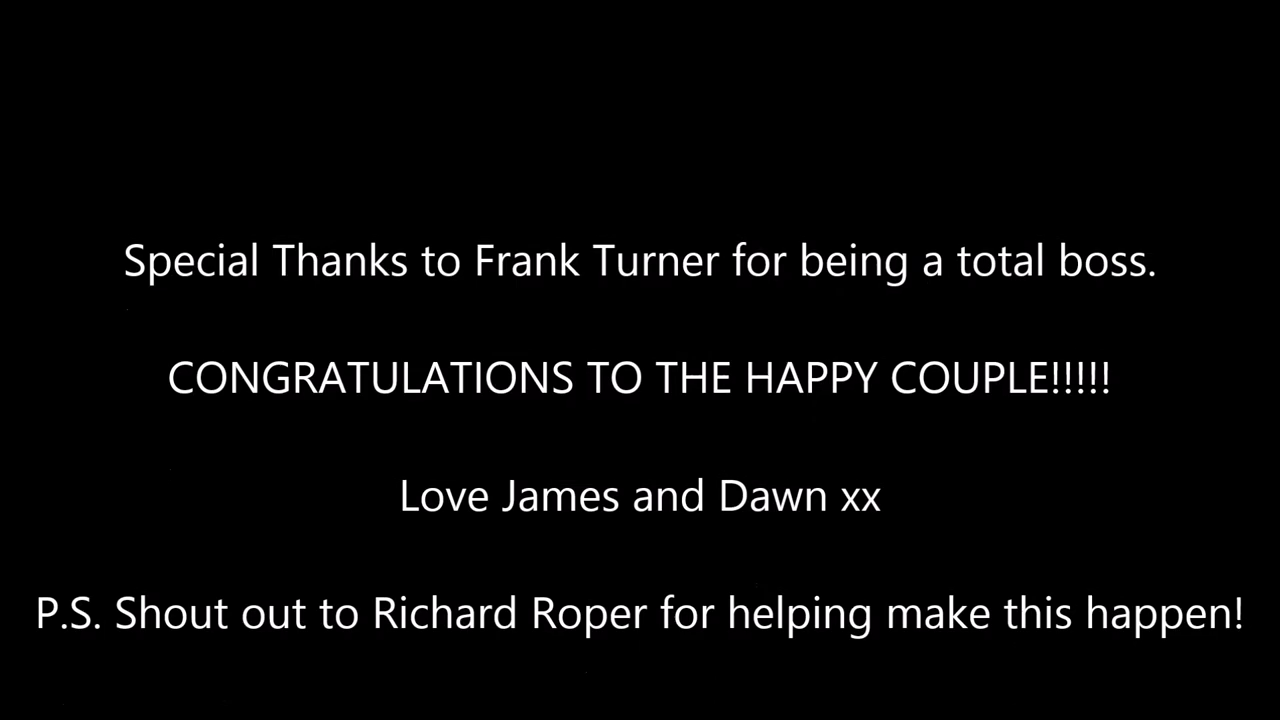 Special Thanks to Frank Turner for being a total boss.
CONGRATULATIONS TO THE HAPPY COUPLE!!!!!
Love James and Dawn xx
P.S. Shout out to Richard Roper for helping make this happen!